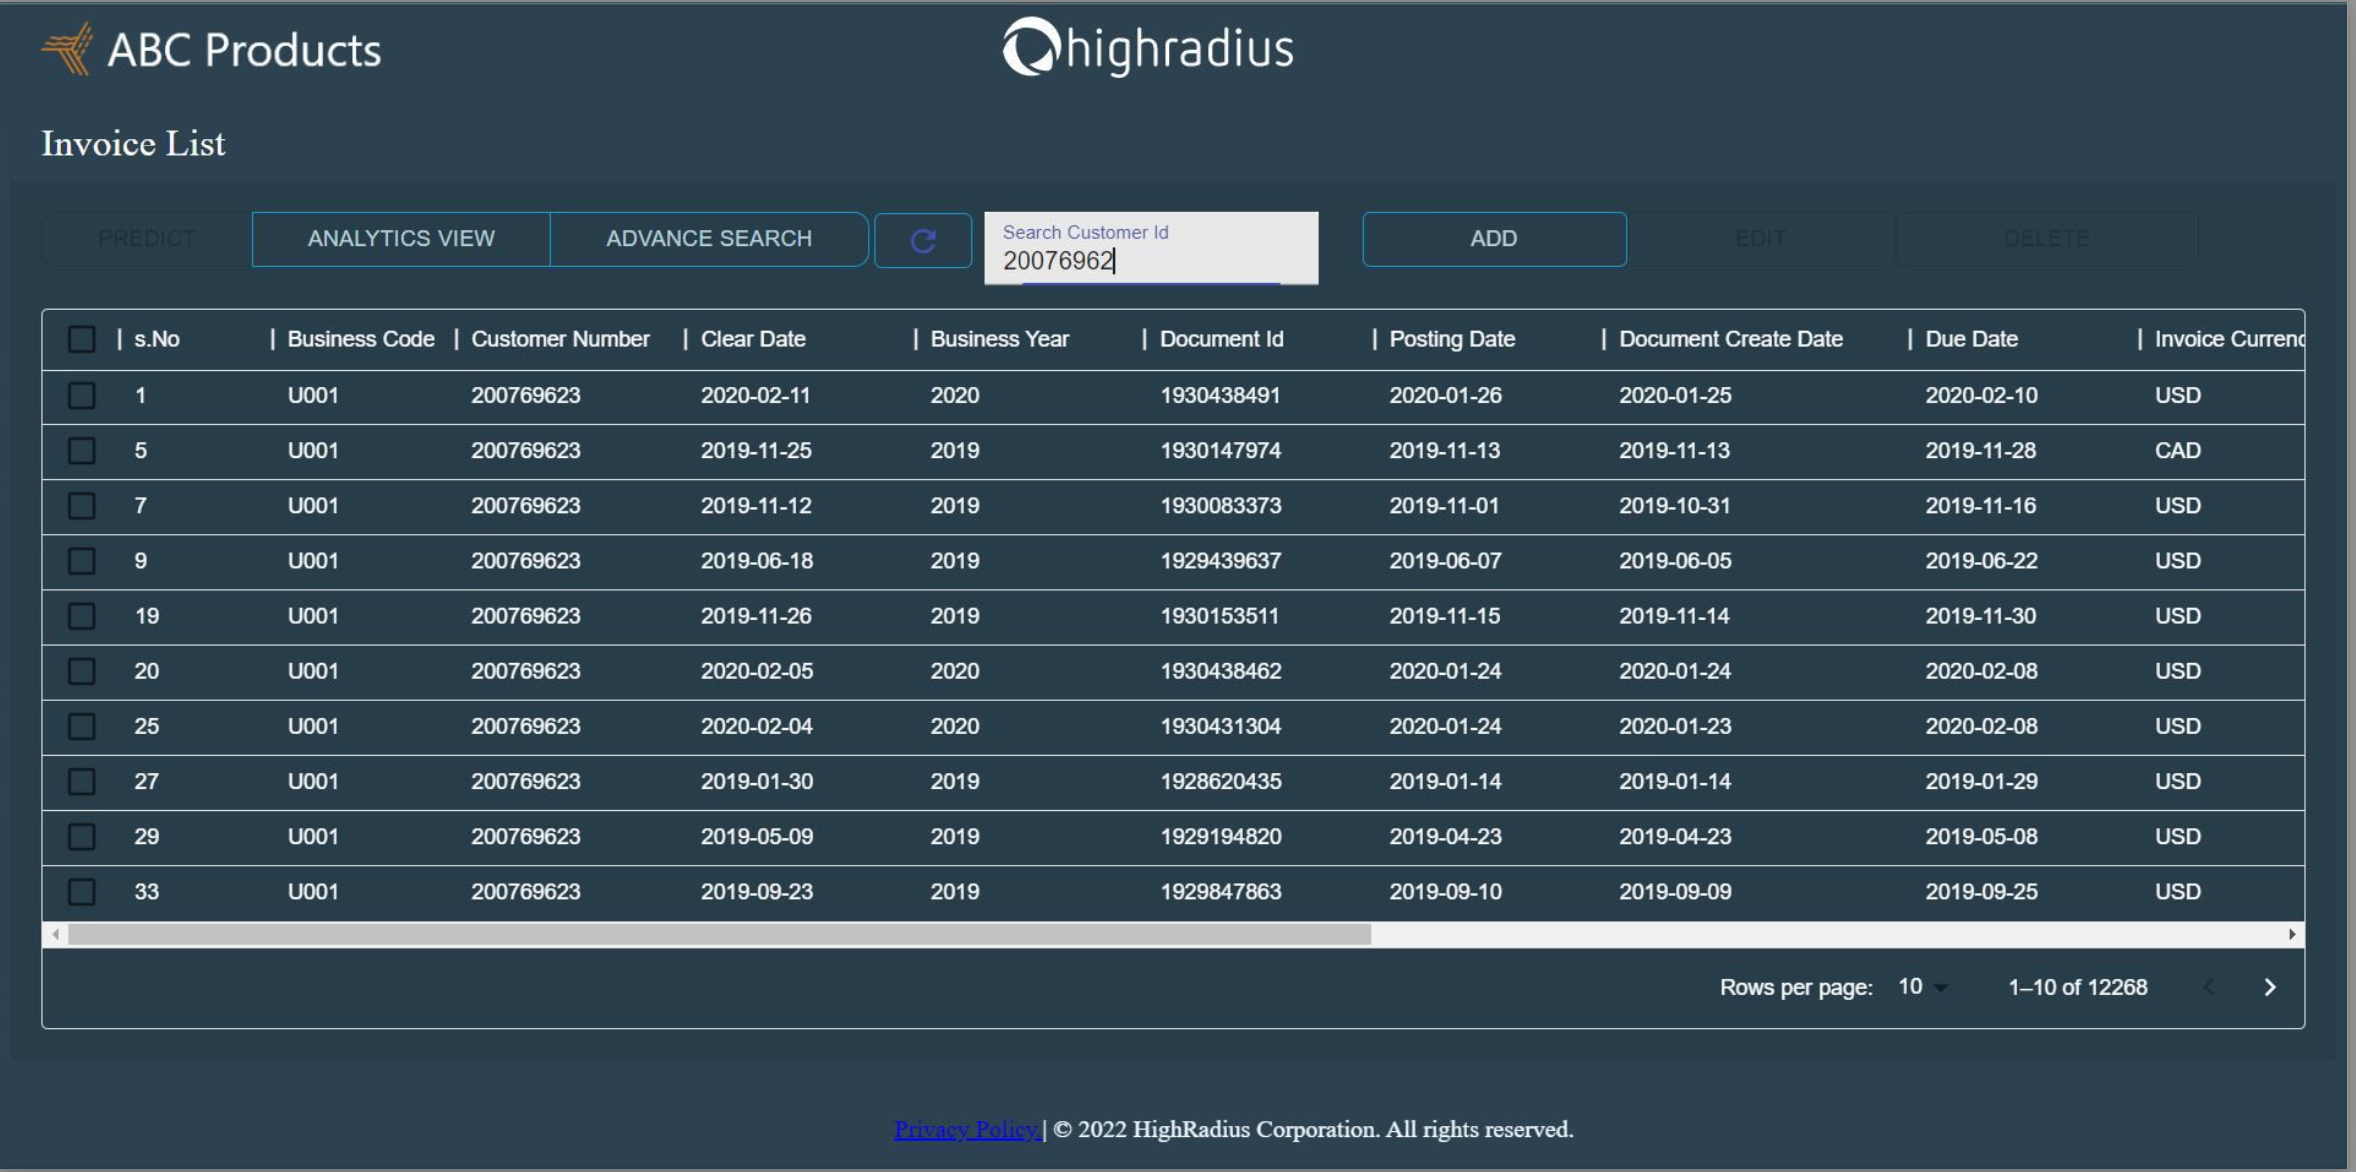 ABC Products
highradius
Invoice List
PREDICT ANALYTICS VIEW ADVANCE SEARCH Search Customer Id ADD EDIT DELETE
20076962
| s.No | Business Code | Customer Number | Clear Date | Business Year | Document Id | Posting Date | Document Create Date | Due Date | Invoice Currenc
1 U001 200769623 2020-02-11 2020 1930438491 2020-01-26 2020-01-25 2020-02-10 USD
5 U001 200769623 2019-11-25 2019 1930147974 2019-11-13 2019-11-13 2019-11-28 CAD
7 U001 200769623 2019-11-12 2019 1930083373 2019-11-01 2019-10-31 2019-11-16 USD
9 U001 200769623 2019-06-18 2019 1929439637 2019-06-07 2019-06-05 2019-06-22 USD
19 U001 200769623 2019-11-26 2019 1930153511 2019-11-15 2019-11-14 2019-11-30 USD
20 U001 200769623 2020-02-05 2020 1930438462 2020-01-24 2020-01-24 2020-02-08 USD
25 U001 200769623 2020-02-04 2020 1930431304 2020-01-24 2020-01-23 2020-02-08 USD
27 U001 200769623 2019-01-30 2019 1928620435 2019-01-14 2019-01-14 2019-01-29 USD
29 U001 200769623 2019-05-09 2019 1929194820 2019-04-23 2019-04-23 2019-05-08 USD
33 U001 200769623 2019-09-23 2019 1929847863 2019-09-10 2019-09-09 2019-09-25 USD
Rows per page: 10 1–10 of 12268
Privacy Policy | © 2022 HighRadius Corporation. All rights reserved.